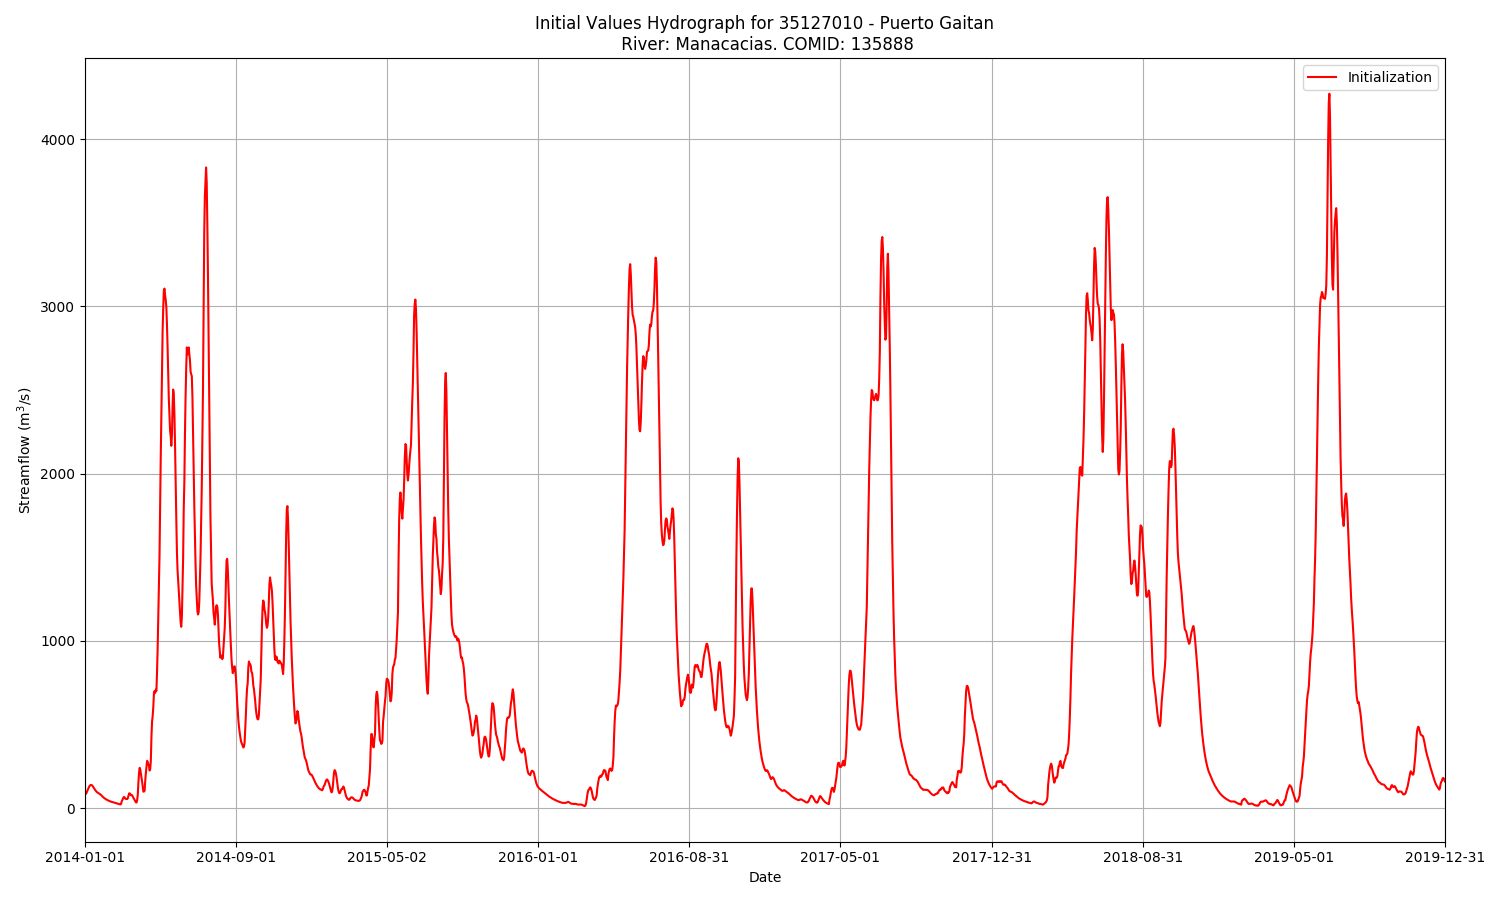 Initial Values Hydrograph for 35127010 - Puerto Gaitan
River: Manacacias. COMID: 135888
Initialization
4000
3000
2000
1000
0
Streamflow (m³/s)
2014-01-01 2014-09-01 2015-05-02 2016-01-01 2016-08-31 2017-05-01 2017-12-31 2018-08-31 2019-05-01 2019-12-31
Date